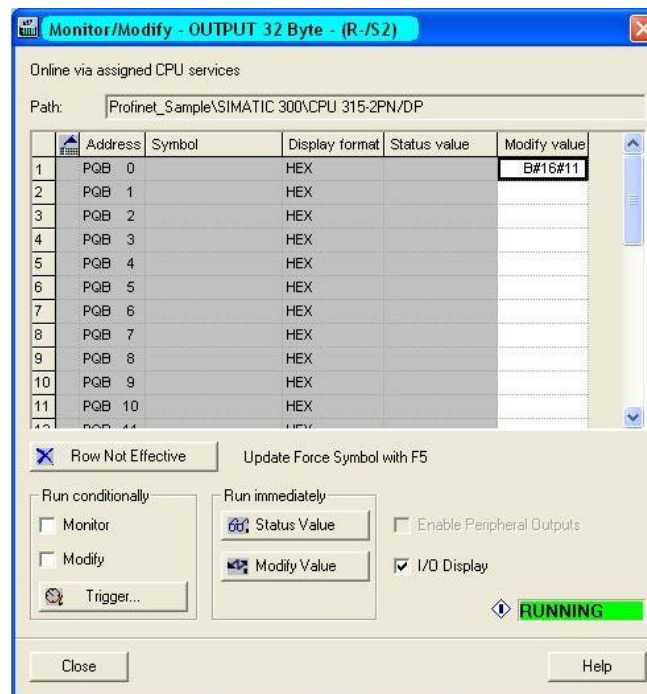 Monitor/Modify - OUTPUT 32 Byte - (R-/S2)
Online via assigned CPU services
Path: Profinet_Sample\SIMATIC 300\CPU 315-2PN/DP
Address Symbol Display format Status value Modify value
1 PQB 0 HEX B#16#11
2 PQB 1 HEX
3 PQB 2 HEX
4 PQB 3 HEX
5 PQB 4 HEX
6 PQB 5 HEX
7 PQB 6 HEX
8 PQB 7 HEX
9 PQB 8 HEX
10 PQB 9 HEX
11 PQB 10 HEX
Row Not Effective Update Force Symbol with F5
Run conditionally Run immediately
Monitor Status Value Enable Peripheral Outputs
Modify Modify Value I/O Display
Trigger...
RUNNING
Close Help